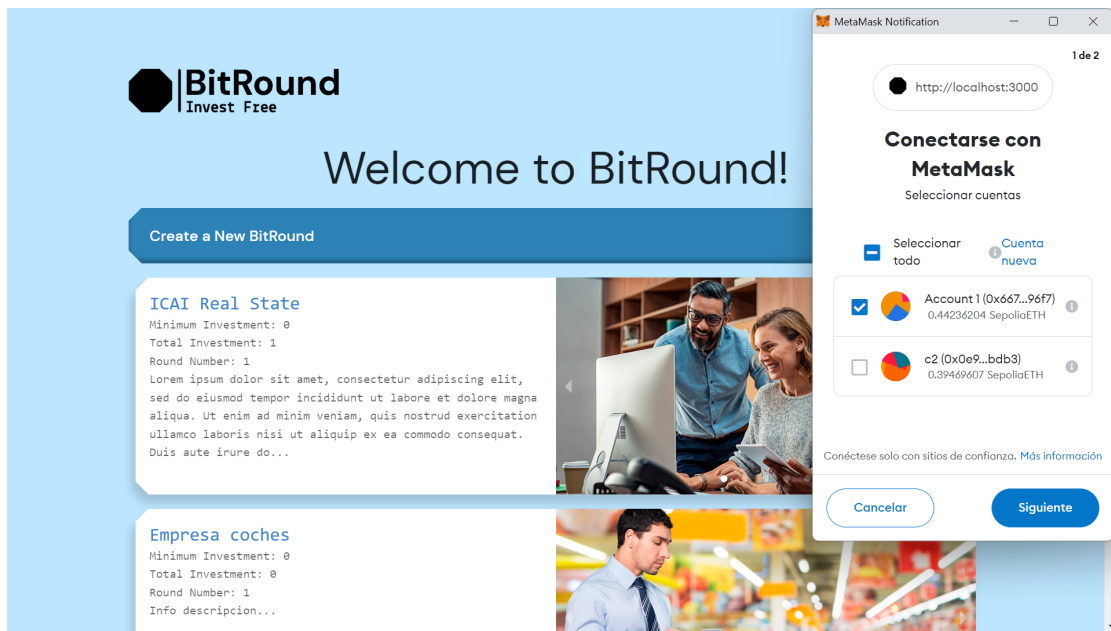 BitRound
Invest Free
Welcome to BitRound!
Create a New BitRound
ICAI Real State
Minimum Investment: 0
Total Investment: 1
Round Number: 1
Lorem ipsum dolor sit amet, consectetur adipiscing elit,
sed do eiusmod tempor incididunt ut labore et dolore magna
aliqua. Ut enim ad minim veniam, quis nostrud exercitation
ullamco laboris nisi ut aliquip ex ea commodo consequat.
Duis aute irure do...
Empresa coches
Minimum Investment: 0
Total Investment: 0
Round Number: 1
Info descripcion...
MetaMask Notification
1 de 2
http://localhost:3000
Conectarse con
MetaMask
Seleccionar cuentas
Seleccionar
todo
Cuenta
nueva
Account 1 (0x667...96f7)
0.44236204 SepoliaETH
c2 (0x0e9...bdb3)
0.39469607 SepoliaETH
Conéctese solo con sitios de confianza. Más información
Cancelar
Siguiente